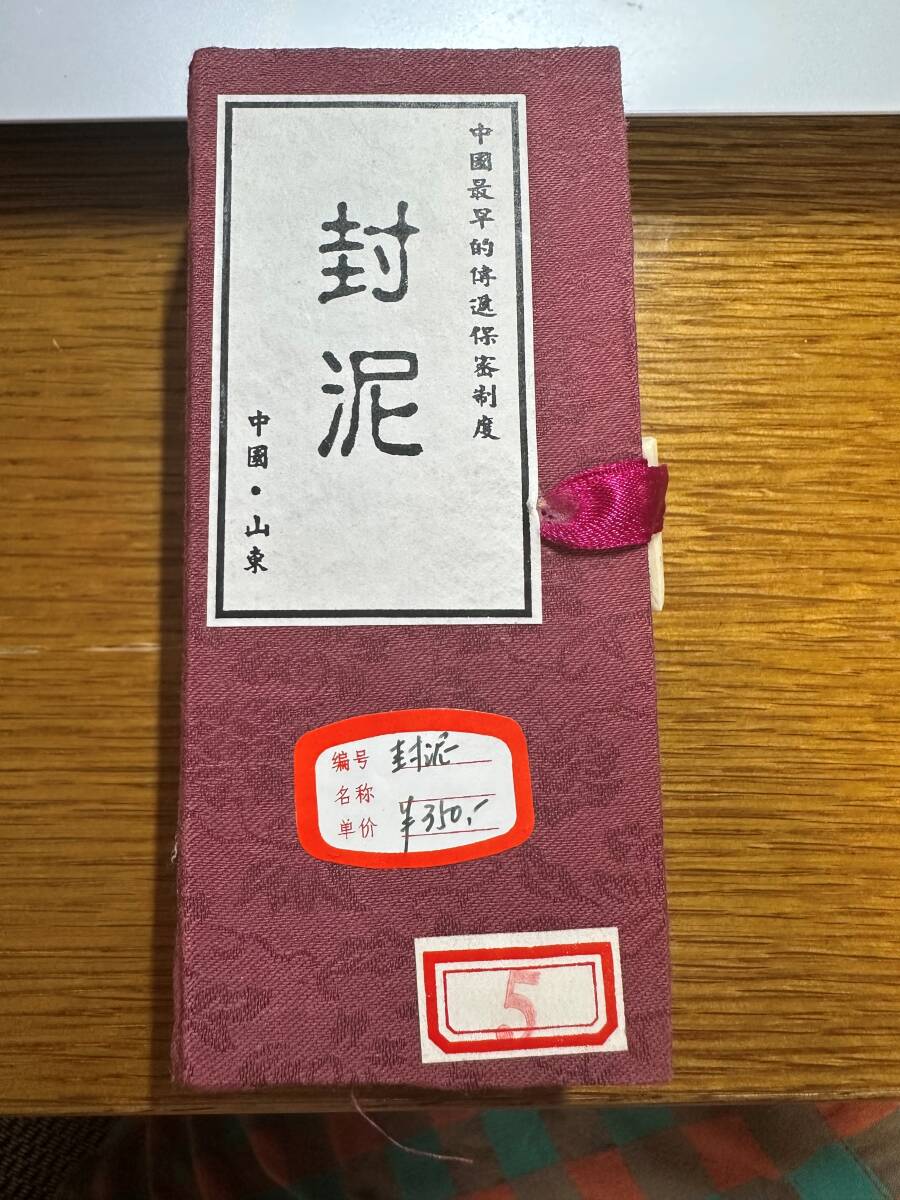 中國最早的傳遞保密制度
封泥
中國·山東
编号 封泥
名称
单价 ¥350.-
5